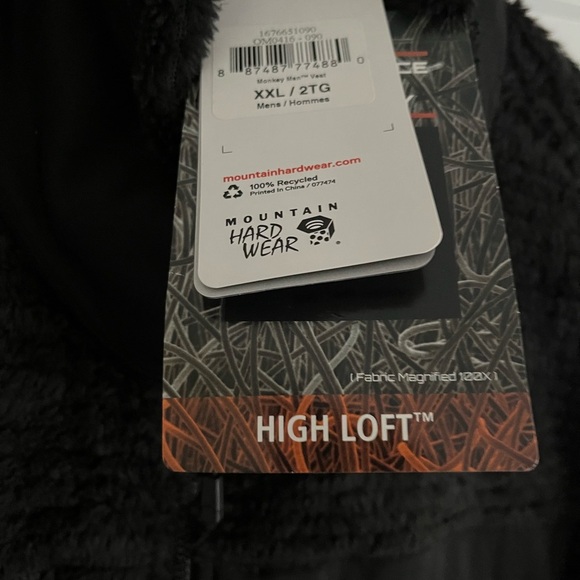 1676651090
OM0416 - 090
8 87487 77488 0
Monkey Man™ Vest
XXL / 2TG
Mens / Hommes
mountainhardwear.com
100% Recycled
Printed in China / 077474
MOUNTAIN
HARD
WEAR
( Fabric Magnified 100X )
HIGH LOFT™